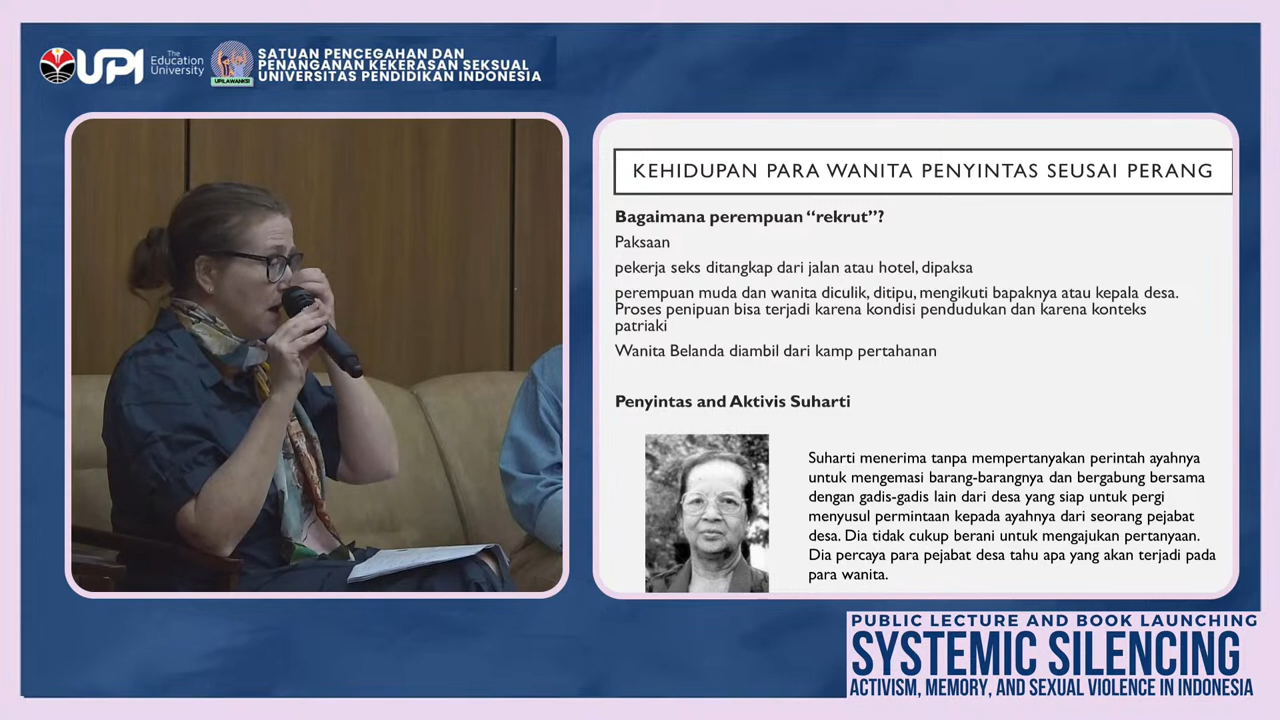 UPI
The
Education
University
UPILAWANKS!
SATUAN PENCEGAHAN DAN
PENANGANAN KEKERASAN SEKSUAL
UNIVERSITAS PENDIDIKAN INDONESIA
KEHIDUPAN PARA WANITA PENYINTAS SEUSAI PERANG
Bagaimana perempuan “rekrut”?
Paksaan
pekerja seks ditangkap dari jalan atau hotel, dipaksa
perempuan muda dan wanita diculik, ditipu, mengikuti bapaknya atau kepala desa.
Proses penipuan bisa terjadi karena kondisi pendudukan dan karena konteks
patriaki
Wanita Belanda diambil dari kamp pertahanan
Penyintas and Aktivis Suharti
Suharti menerima tanpa mempertanyakan perintah ayahnya
untuk mengemasi barang-barangnya dan bergabung bersama
dengan gadis-gadis lain dari desa yang siap untuk pergi
menyusul permintaan kepada ayahnya dari seorang pejabat
desa. Dia tidak cukup berani untuk mengajukan pertanyaan.
Dia percaya para pejabat desa tahu apa yang akan terjadi pada
para wanita.
PUBLIC LECTURE AND BOOK LAUNCHING
SYSTEMIC SILENCING
ACTIVISM, MEMORY, AND SEXUAL VIOLENCE IN INDONESIA